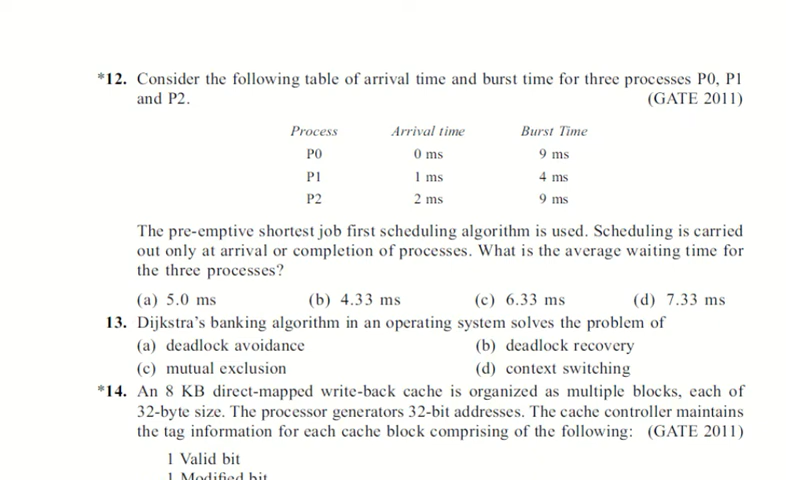 *12. Consider the following table of arrival time and burst time for three processes P0, P1
and P2. (GATE 2011)
Process Arrival time Burst Time
P0 0 ms 9 ms
P1 1 ms 4 ms
P2 2 ms 9 ms
The pre-emptive shortest job first scheduling algorithm is used. Scheduling is carried
out only at arrival or completion of processes. What is the average waiting time for
the three processes?
(a) 5.0 ms (b) 4.33 ms (c) 6.33 ms (d) 7.33 ms
13. Dijkstra's banking algorithm in an operating system solves the problem of
(a) deadlock avoidance (b) deadlock recovery
(c) mutual exclusion (d) context switching
*14. An 8 KB direct-mapped write-back cache is organized as multiple blocks, each of
32-byte size. The processor generators 32-bit addresses. The cache controller maintains
the tag information for each cache block comprising of the following: (GATE 2011)
1 Valid bit
1 Modified bit